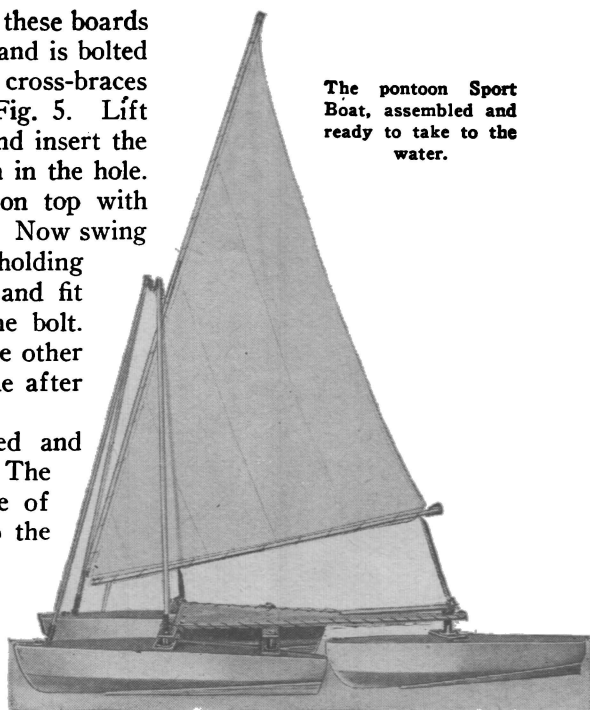 these boards
and is bolted
cross-braces
Fig. 5. Lift
nd insert the
in the hole.
on top with
Now swing
holding
and fit
ne bolt.
e other
e after
ed and
The
e of
the
The pontoon Sport
Boat, assembled and
ready to take to the
water.